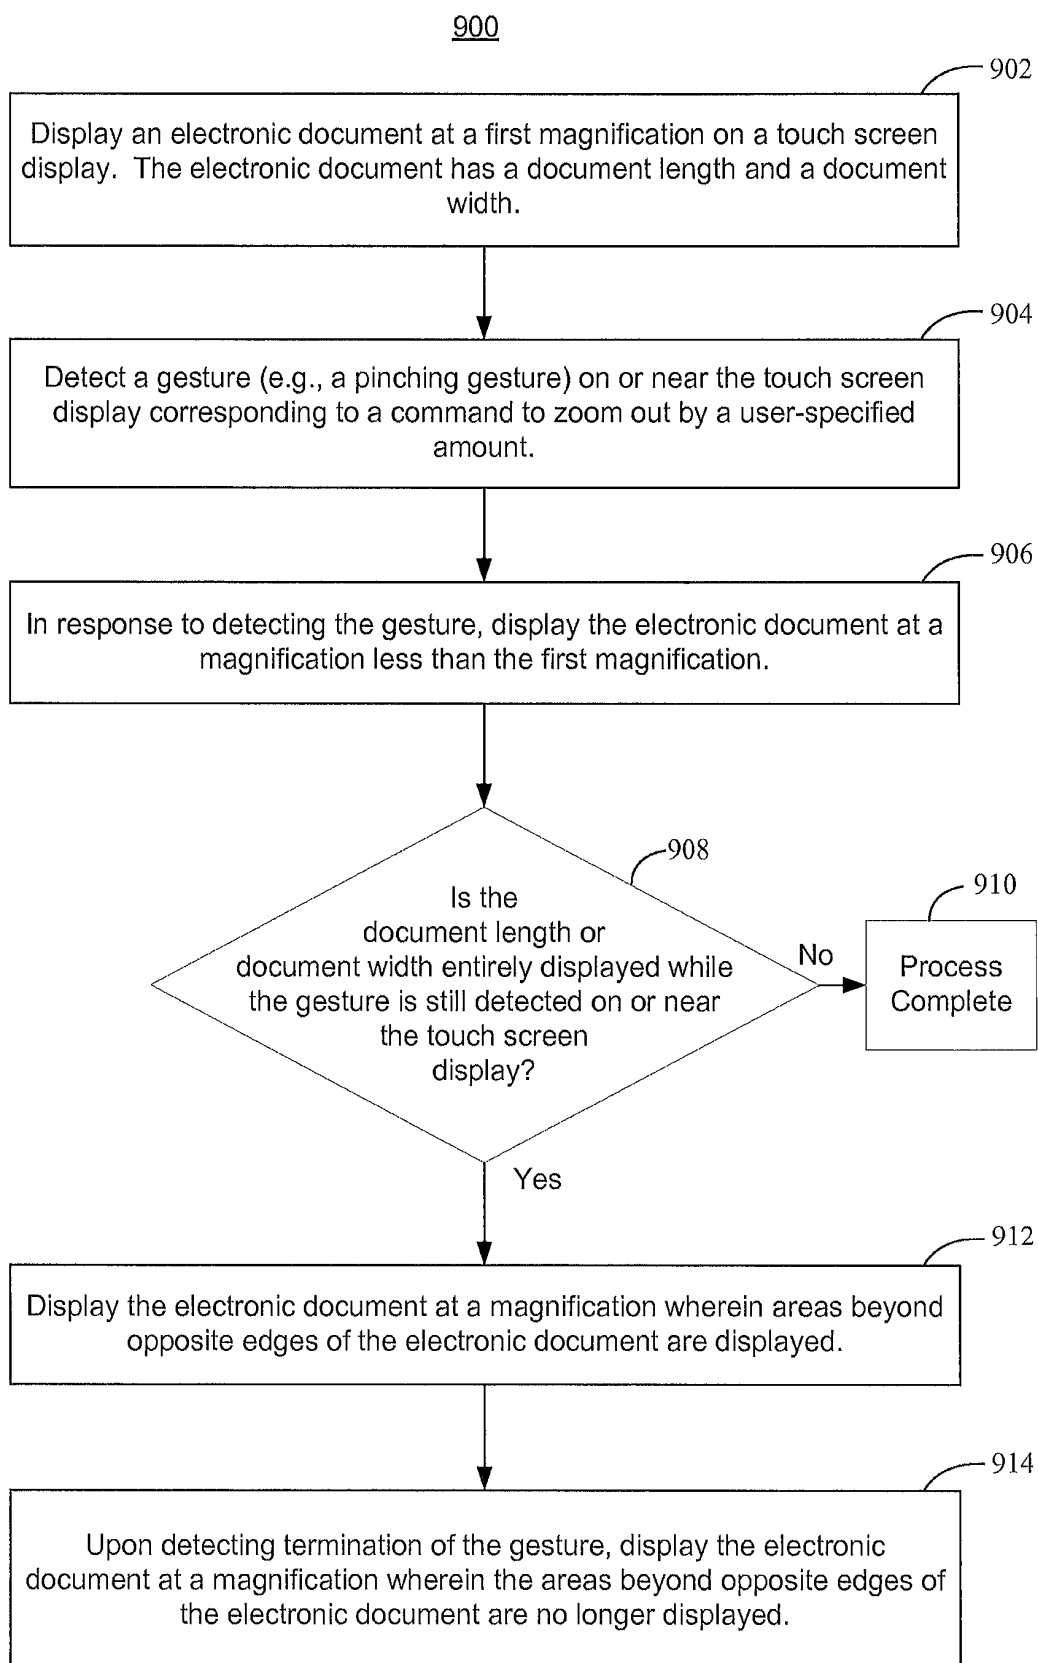 900
902
Display an electronic document at a first magnification on a touch screen
display.  The electronic document has a document length and a document
width.
904
Detect a gesture (e.g., a pinching gesture) on or near the touch screen
display corresponding to a command to zoom out by a user-specified
amount.
906
In response to detecting the gesture, display the electronic document at a
magnification less than the first magnification.
908
Is the
document length or
document width entirely displayed while
the gesture is still detected on or near
the touch screen
display?
No
910
Process
Complete
Yes
912
Display the electronic document at a magnification wherein areas beyond
opposite edges of the electronic document are displayed.
914
Upon detecting termination of the gesture, display the electronic
document at a magnification wherein the areas beyond opposite edges of
the electronic document are no longer displayed.